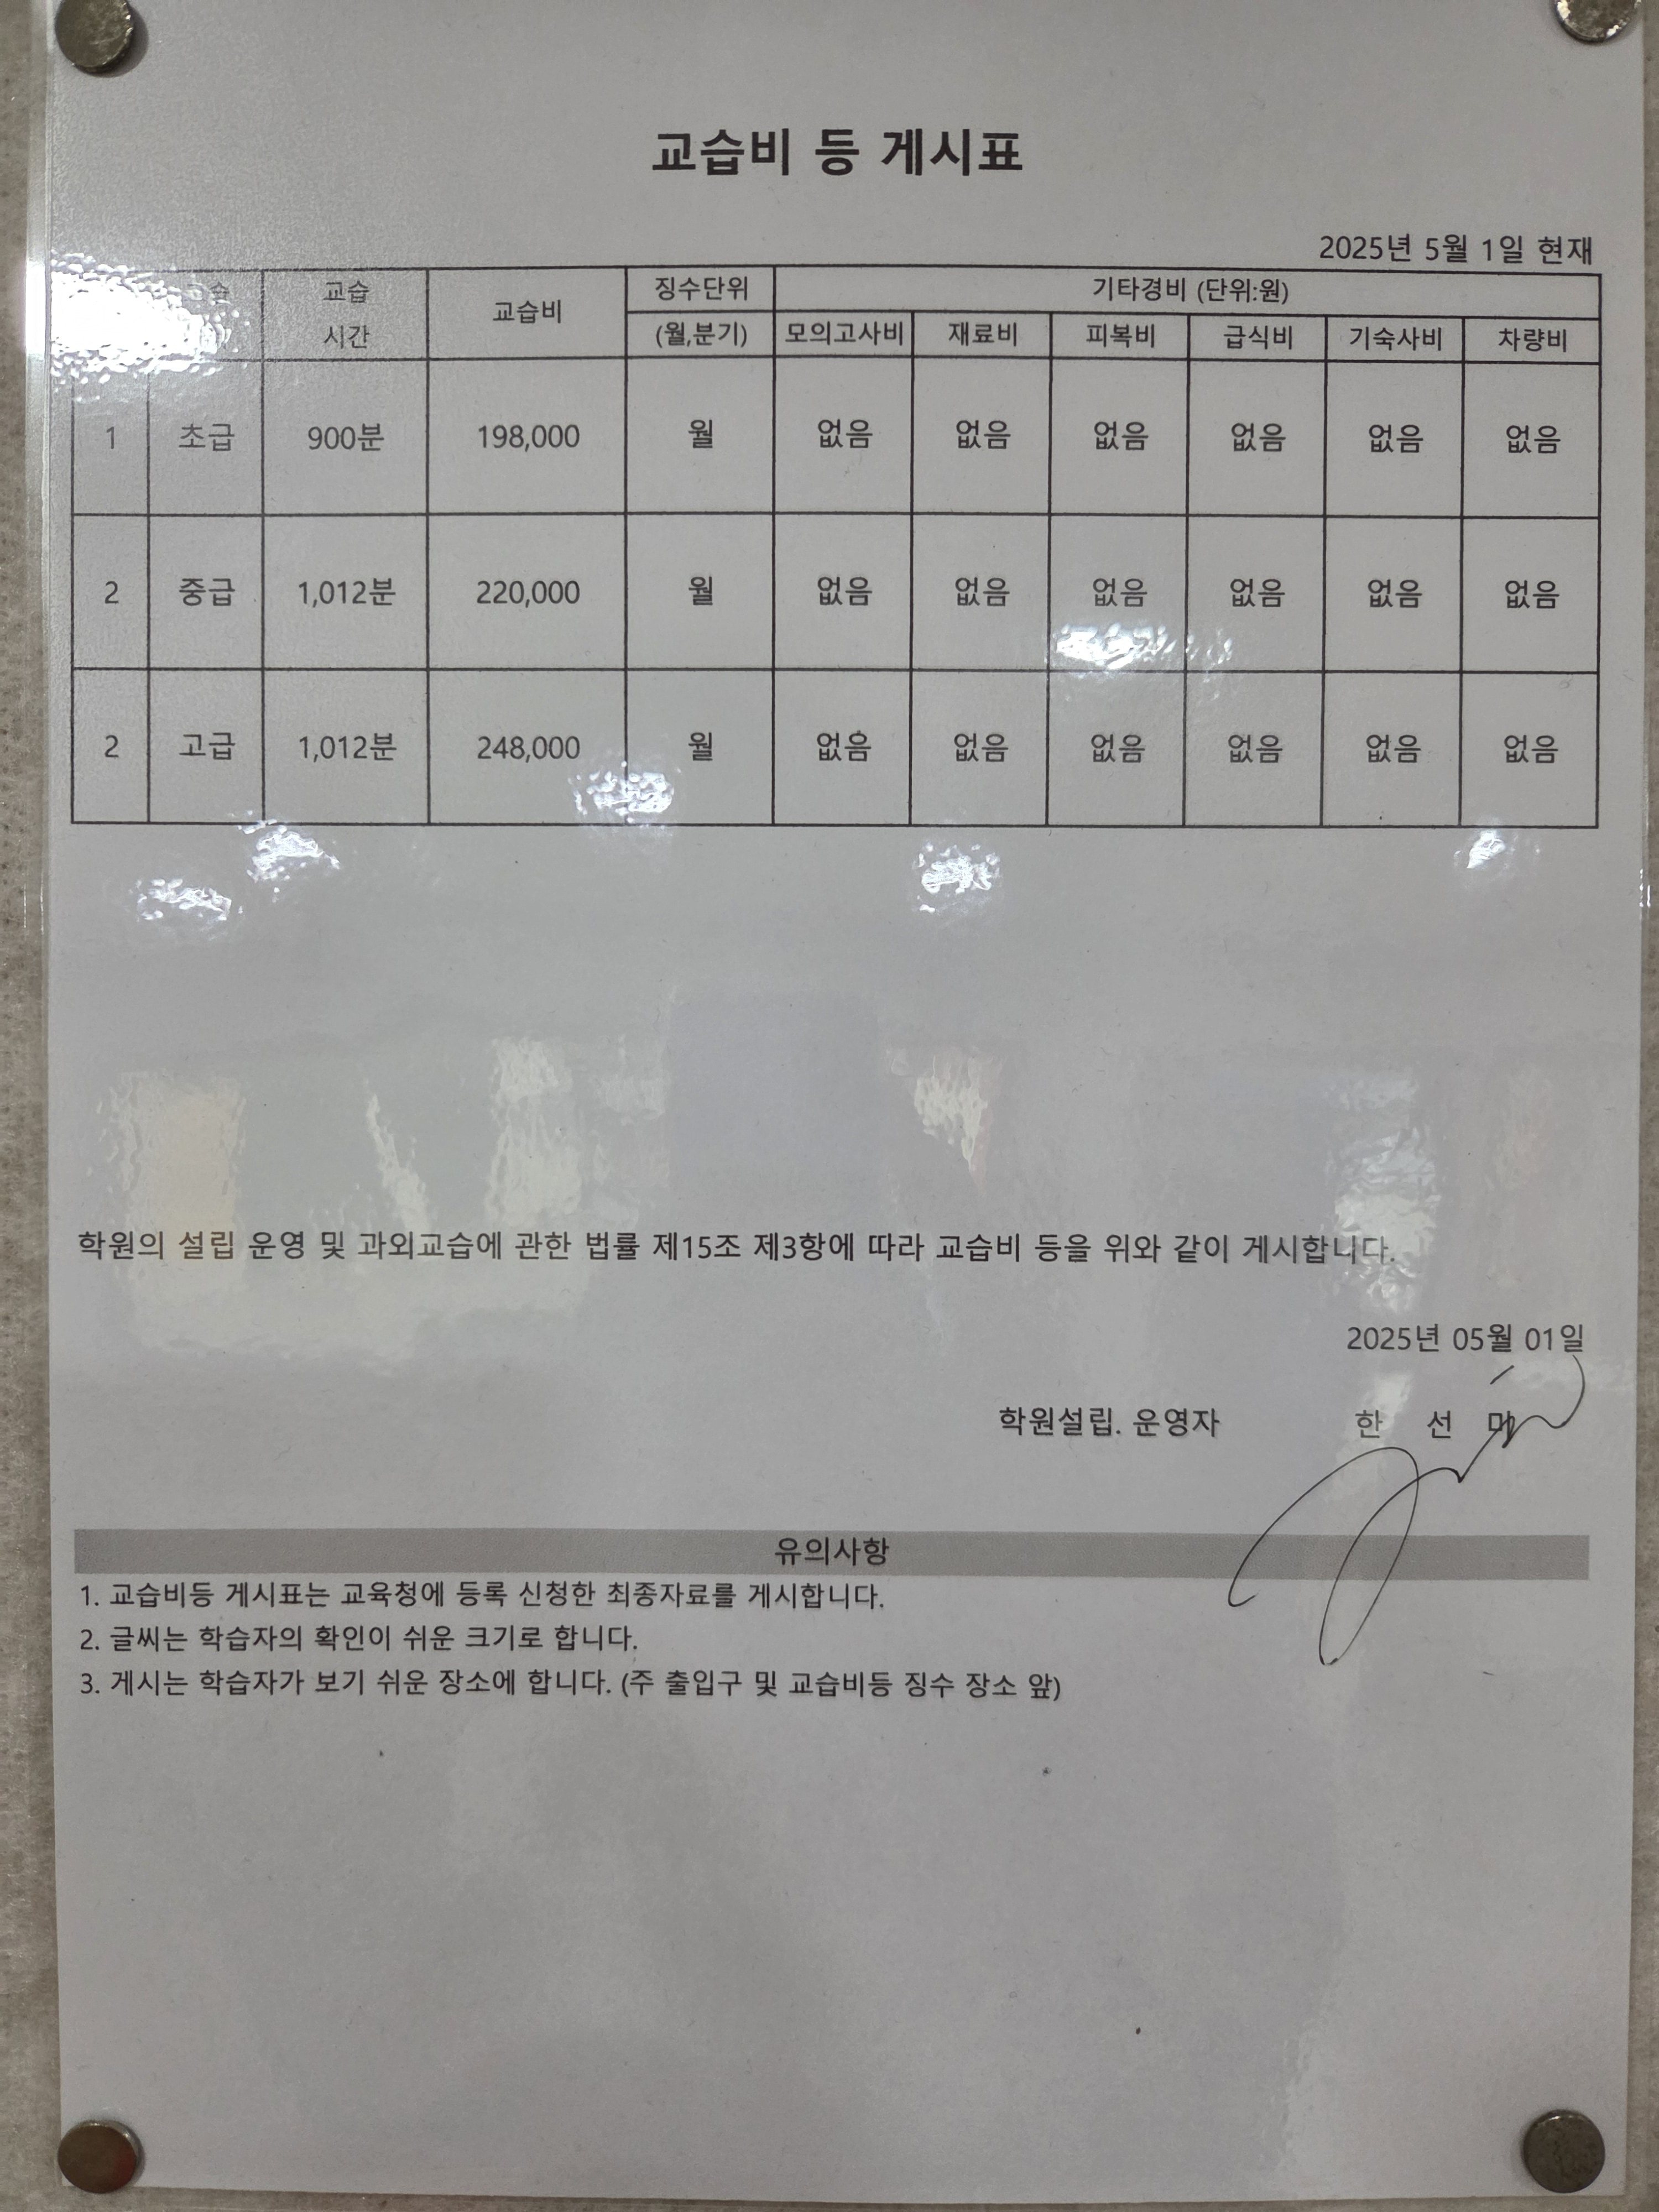 교습비 등 게시표
2025년 5월 1일 현재
교습 교습비 징수단위 기타경비 (단위:원)
시간 (월,분기) 모의고사비 재료비 피복비 급식비 기숙사비 차량비
1 초급 900분 198,000 월 없음 없음 없음 없음 없음 없음
2 중급 1,012분 220,000 월 없음 없음 없음 없음 없음 없음
2 고급 1,012분 248,000 월 없음 없음 없음 없음 없음 없음
학원의 설립 운영 및 과외교습에 관한 법률 제15조 제3항에 따라 교습비 등을 위와 같이 게시합니다.
2025년 05월 01일
학원설립. 운영자 한 선 미
유의사항
1. 교습비등 게시표는 교육청에 등록 신청한 최종자료를 게시합니다.
2. 글씨는 학습자의 확인이 쉬운 크기로 합니다.
3. 게시는 학습자가 보기 쉬운 장소에 합니다. (주 출입구 및 교습비등 징수 장소 앞)